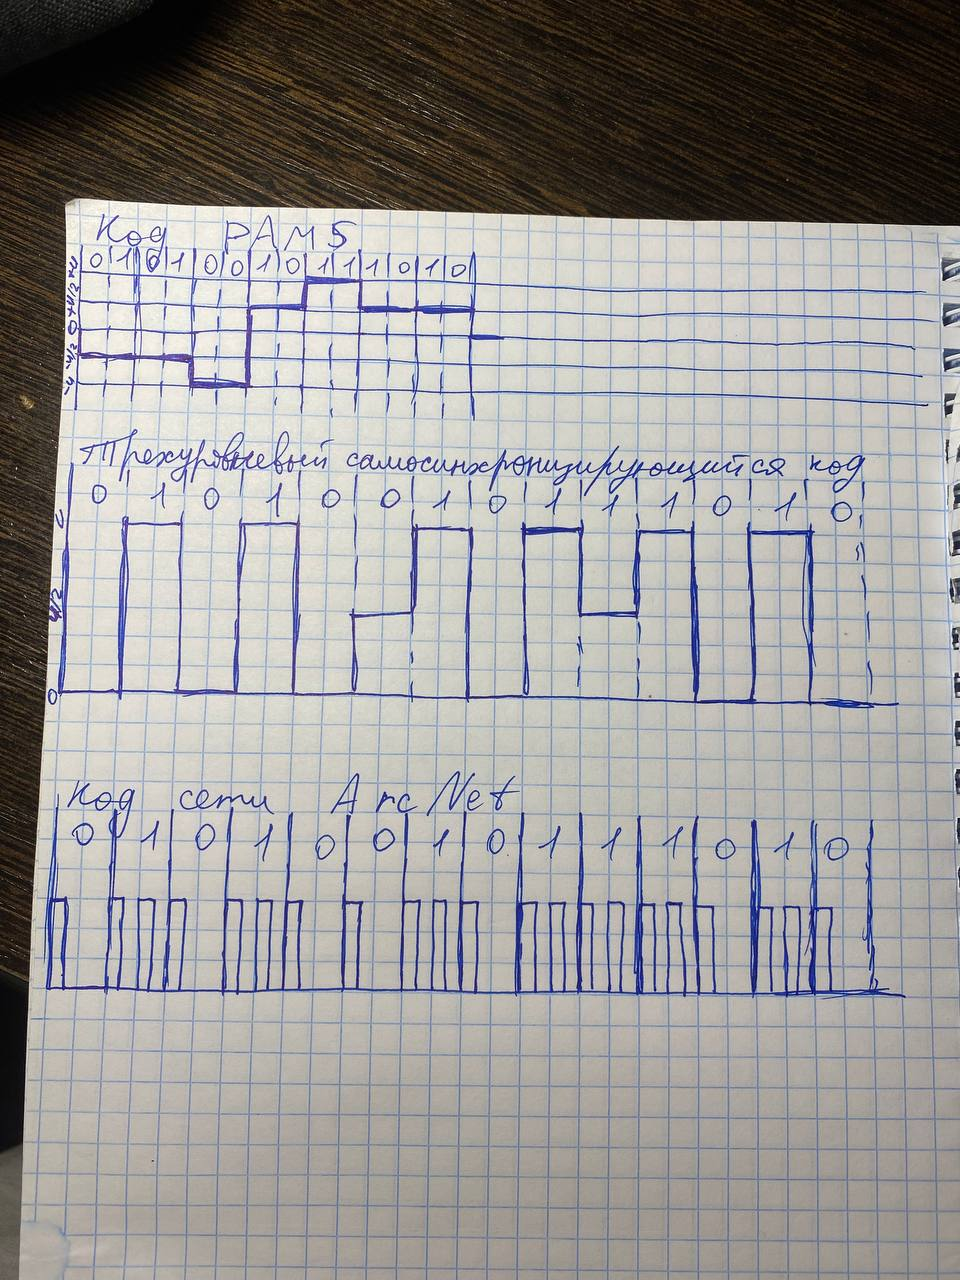 Код PAM5
0 1 0 1 0 0 1 0 1 1 1 0 1 0
Трехуровневый самосинхронизирующийся код
0 1 0 1 0 0 1 0 1 1 1 0 1 0
u/2
0
Код сети ArcNet
0 1 0 1 0 0 1 0 1 1 1 0 1 0